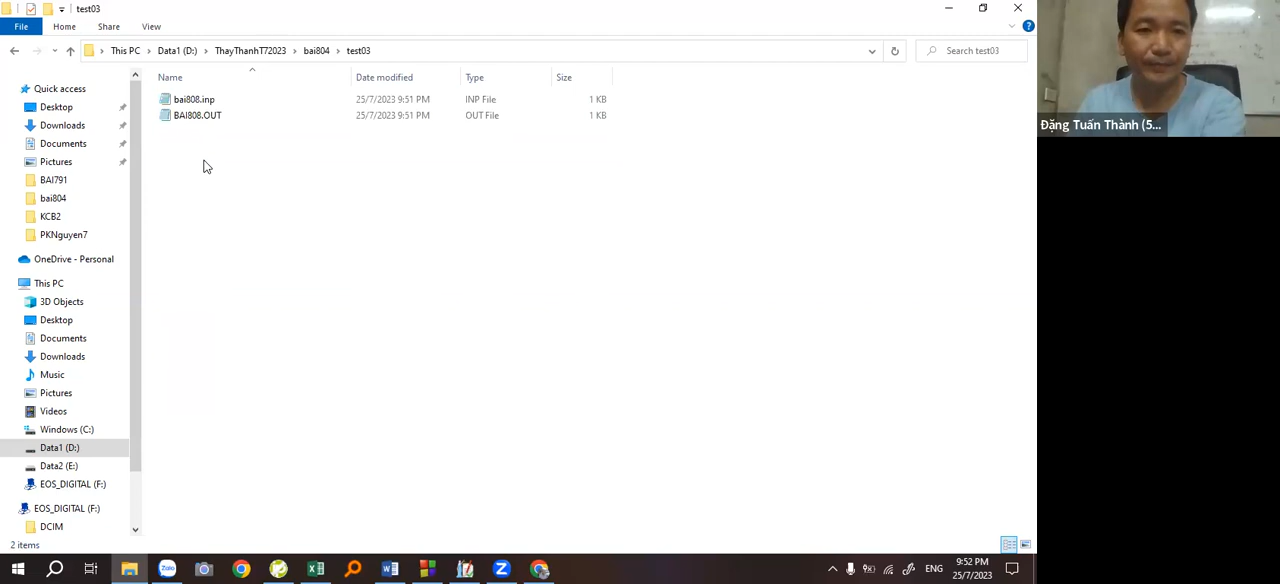 test03
File
Home
Share
View
This PC
Data1 (D:)
ThayThanhT72023
bai804
test03
Search test03
Name
Date modified
Type
Size
bai808.inp
25/7/2023 9:51 PM
INP File
1 KB
BAI808.OUT
25/7/2023 9:51 PM
OUT File
1 KB
Quick access
Desktop
Downloads
Documents
Pictures
BAI791
bai804
KCB2
PKNguyen7
OneDrive - Personal
This PC
3D Objects
Desktop
Documents
Downloads
Music
Pictures
Videos
Windows (C:)
Data1 (D:)
Data2 (E:)
EOS_DIGITAL (F:)
EOS_DIGITAL (F:)
DCIM
2 items
Đặng Tuấn Thành (5...
Zalo
ENG
9:52 PM
25/7/2023